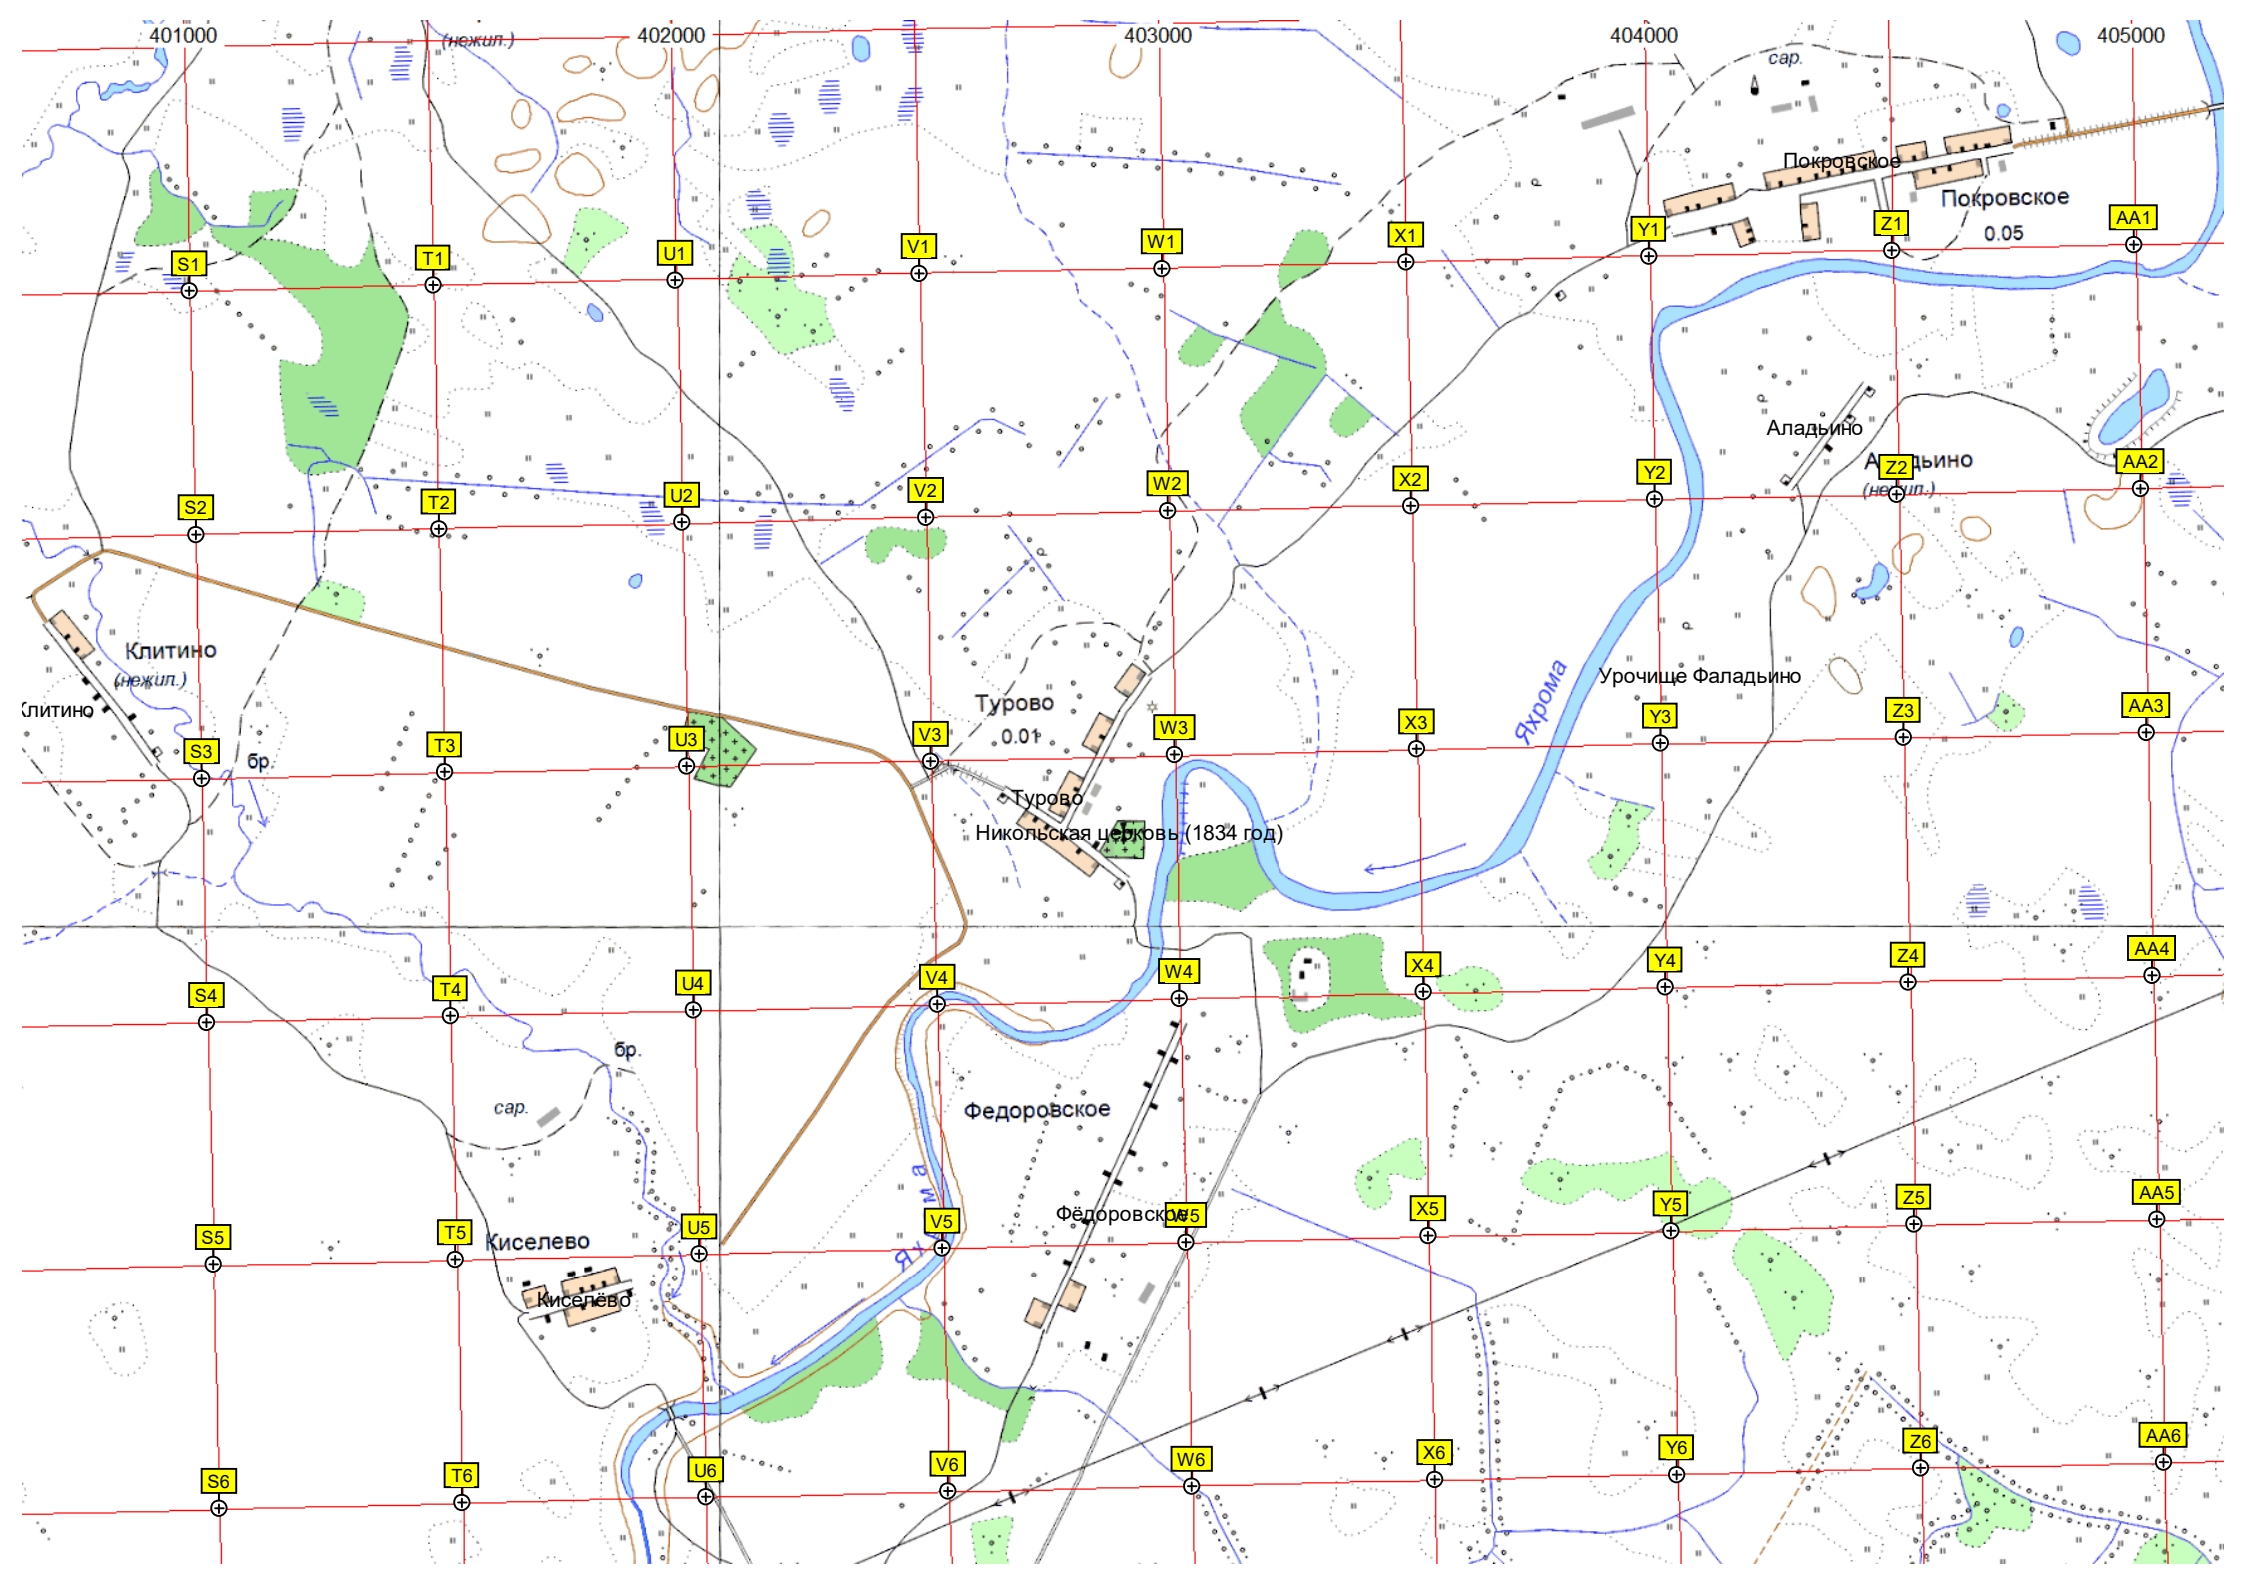 401000 402000 403000 404000 405000
(нежил.)
сар.
Покровское
Покровское
0.05
S1 T1 U1 V1 W1 X1 Y1 Z1 AA1
Аладьино
Аладьино
(нежил.)
S2 T2 U2 V2 W2 X2 Y2 Z2 AA2
Клитино
(нежил.)
Клитино
Урочище Фаладьино
Яхрома
Турово
0.01
S3 T3 U3 V3 W3 X3 Y3 Z3 AA3
бр.
Турово
Никольская церковь (1834 год)
S4 T4 U4 V4 W4 X4 Y4 Z4 AA4
бр.
сар.
Федоровское
Фёдоровское
S5 T5 U5 V5 W5 X5 Y5 Z5 AA5
Киселево
Киселёво
S6 T6 U6 V6 W6 X6 Y6 Z6 AA6